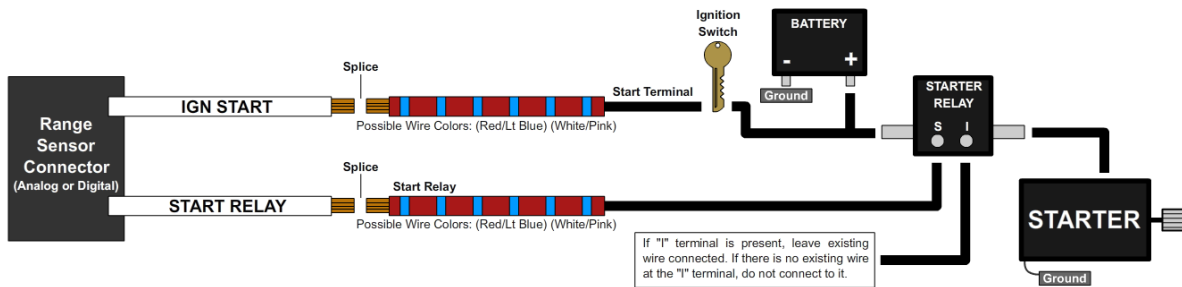 Ignition
Switch
BATTERY
- +
Ground
Splice
Start Terminal
IGN START
Possible Wire Colors: (Red/Lt Blue) (White/Pink)
STARTER
RELAY
S I
Range
Sensor
Connector
(Analog or Digital)
Splice
Start Relay
START RELAY
Possible Wire Colors: (Red/Lt Blue) (White/Pink)
STARTER
Ground
If "I" terminal is present, leave existing
wire connected. If there is no existing wire
at the "I" terminal, do not connect to it.